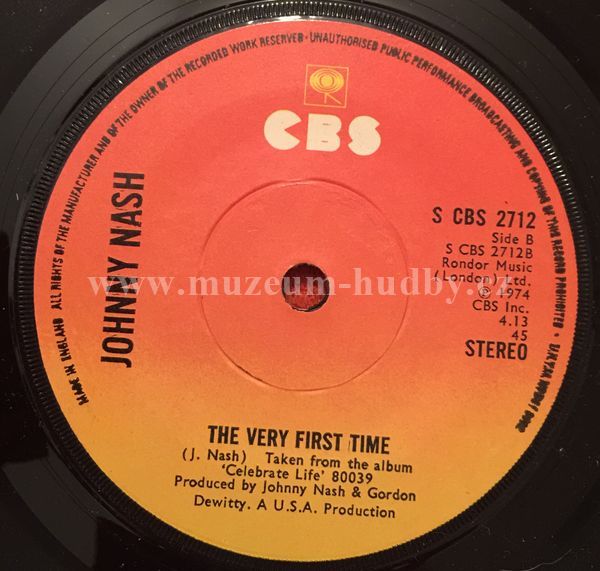 MADE IN ENGLAND ALL RIGHTS OF THE MANUFACTURER AND OF THE OWNER OF THE RECORDED WORK RESERVED · UNAUTHORISED PUBLIC PERFORMANCE BROADCASTING AND COPYING OF THIS RECORD PROHIBITED ·
CBS
JOHNNY NASH
S CBS 2712
Side B
S CBS 2712B
Rondor Music
(London) Ltd.
℗ 1974
CBS Inc.
4.13
45
STEREO
www.muzeum-hudby.cz
THE VERY FIRST TIME
(J. Nash) Taken from the album
'Celebrate Life' 80039
Produced by Johnny Nash & Gordon
Dewitty. A U.S.A. Production